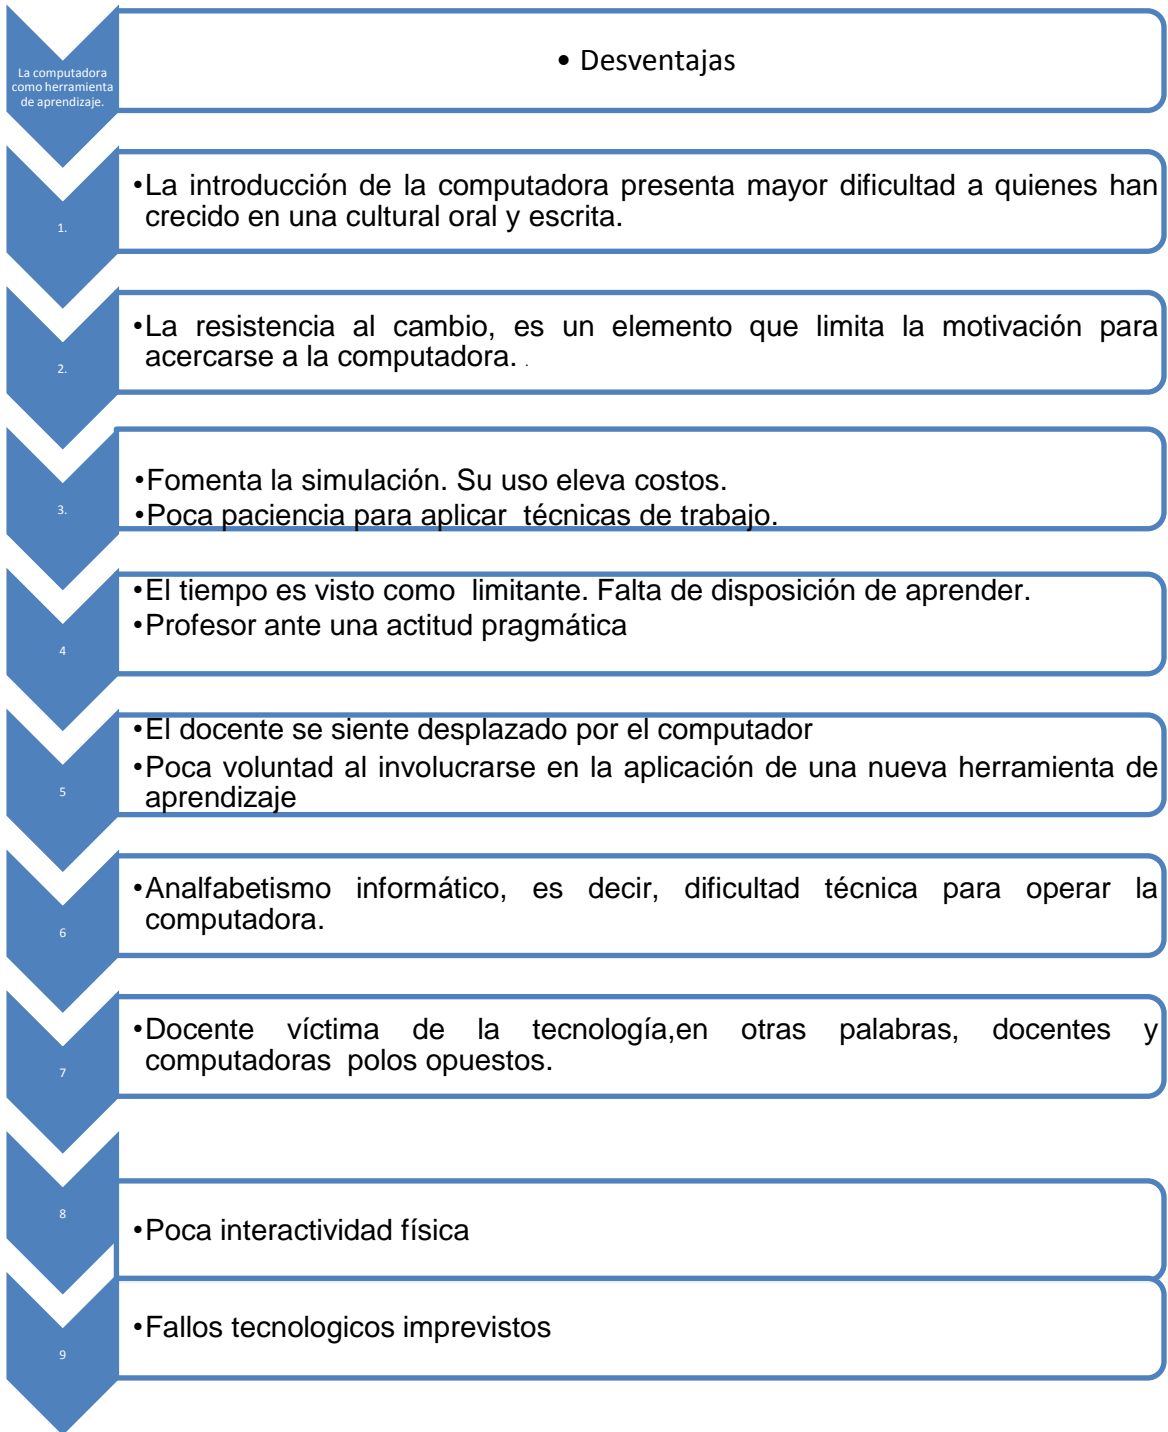 La computadora
como herramienta
de aprendizaje.
• Desventajas
1.
•La introducción de la computadora presenta mayor dificultad a quienes han
crecido en una cultural oral y escrita.
2.
•La resistencia al cambio, es un elemento que limita la motivación para
acercarse a la computadora. .
3.
•Fomenta la simulación. Su uso eleva costos.
•Poca paciencia para aplicar  técnicas de trabajo.
4
•El tiempo es visto como  limitante. Falta de disposición de aprender.
•Profesor ante una actitud pragmática
5
•El docente se siente desplazado por el computador
•Poca voluntad al involucrarse en la aplicación de una nueva herramienta de
aprendizaje
6
•Analfabetismo informático, es decir, dificultad técnica para operar la
computadora.
7
•Docente víctima de la tecnología,en otras palabras, docentes y
computadoras  polos opuestos.
8
•Poca interactividad física
9
•Fallos tecnologicos imprevistos